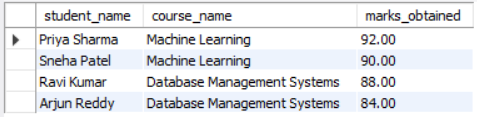 student_name course_name marks_obtained
Priya Sharma Machine Learning 92.00
Sneha Patel Machine Learning 90.00
Ravi Kumar Database Management Systems 88.00
Arjun Reddy Database Management Systems 84.00